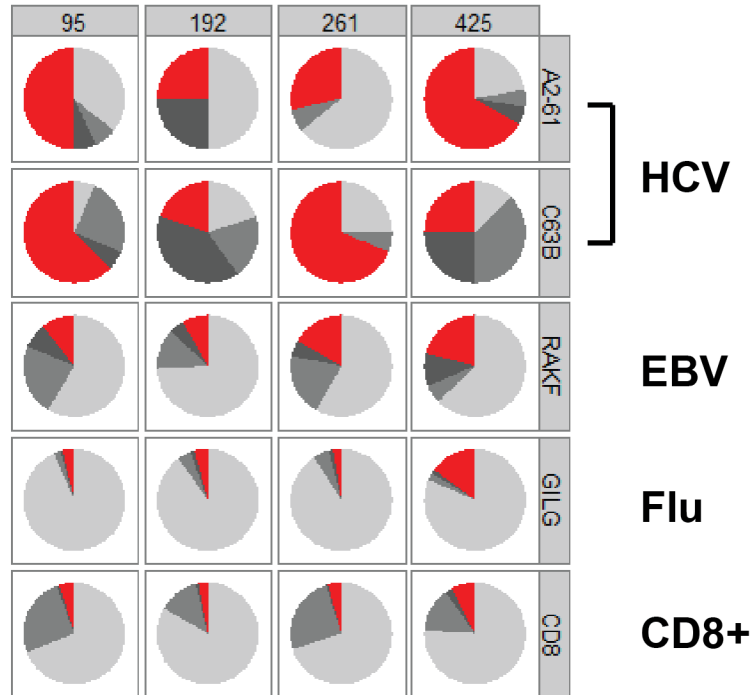 95 192 261 425
A2-61
HCV
C63B
RAKF
EBV
GILG
Flu
CD8
CD8+